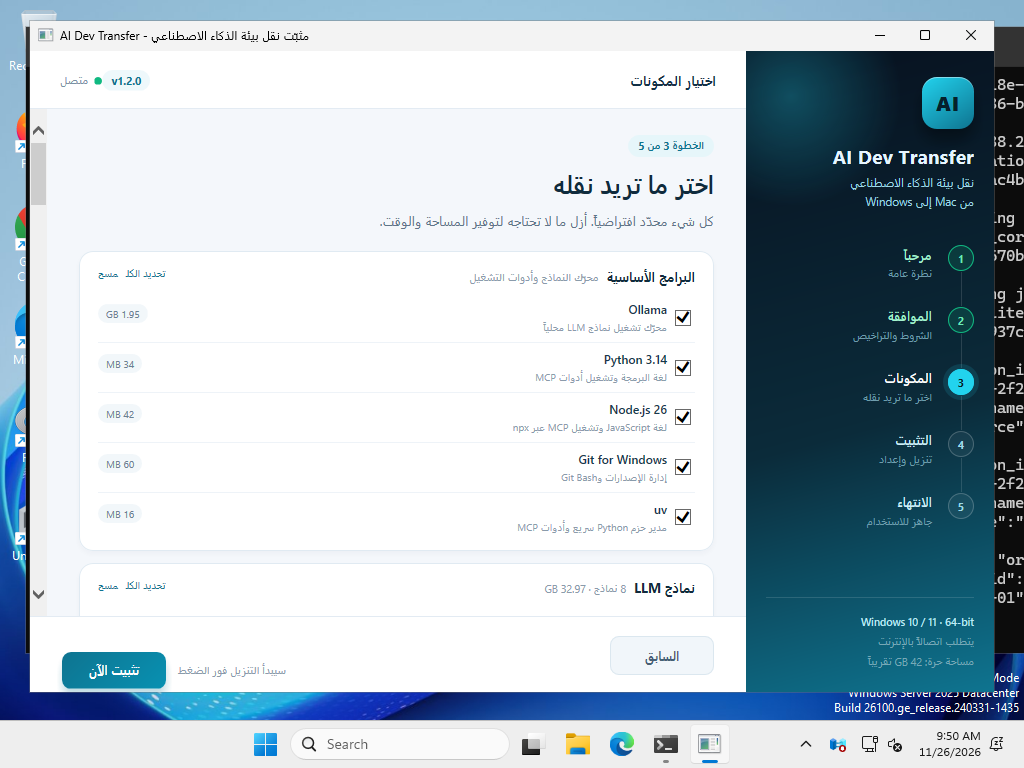 AI Dev Transfer - مثبّت نقل بيئة الذكاء الاصطناعي
اختيار المكونات
v1.2.0
متصل
الخطوة 3 من 5
اختر ما تريد نقله
كل شيء محدّد افتراضياً. أزل ما لا تحتاجه لتوفير المساحة والوقت.
البرامج الأساسية محرّك النماذج وأدوات التشغيل
تحديد الكل مسح
Ollama
محرّك تشغيل نماذج LLM محلياً
1.95 GB
Python 3.14
لغة البرمجة وتشغيل أدوات MCP
34 MB
Node.js 26
لغة JavaScript وتشغيل MCP عبر npx
42 MB
Git for Windows
إدارة الإصدارات وGit Bash
60 MB
uv
مدير حزم Python سريع وأدوات MCP
16 MB
نماذج LLM 8 نماذج · 32.97 GB
تحديد الكل مسح
السابق
سيبدأ التنزيل فور الضغط
تثبيت الآن
AI
AI Dev Transfer
نقل بيئة الذكاء الاصطناعي
من Mac إلى Windows
1
مرحباً
نظرة عامة
2
الموافقة
الشروط والتراخيص
3
المكونات
اختر ما تريد نقله
4
التثبيت
تنزيل وإعداد
5
الانتهاء
جاهز للاستخدام
Windows 10 / 11 · 64-bit
يتطلب اتصالاً بالإنترنت
مساحة حرة: 42 GB تقريباً
Mode
Windows Server 2025 Datacenter
Build 26100.ge_release.240331-1435
Search
9:50 AM
11/26/2026